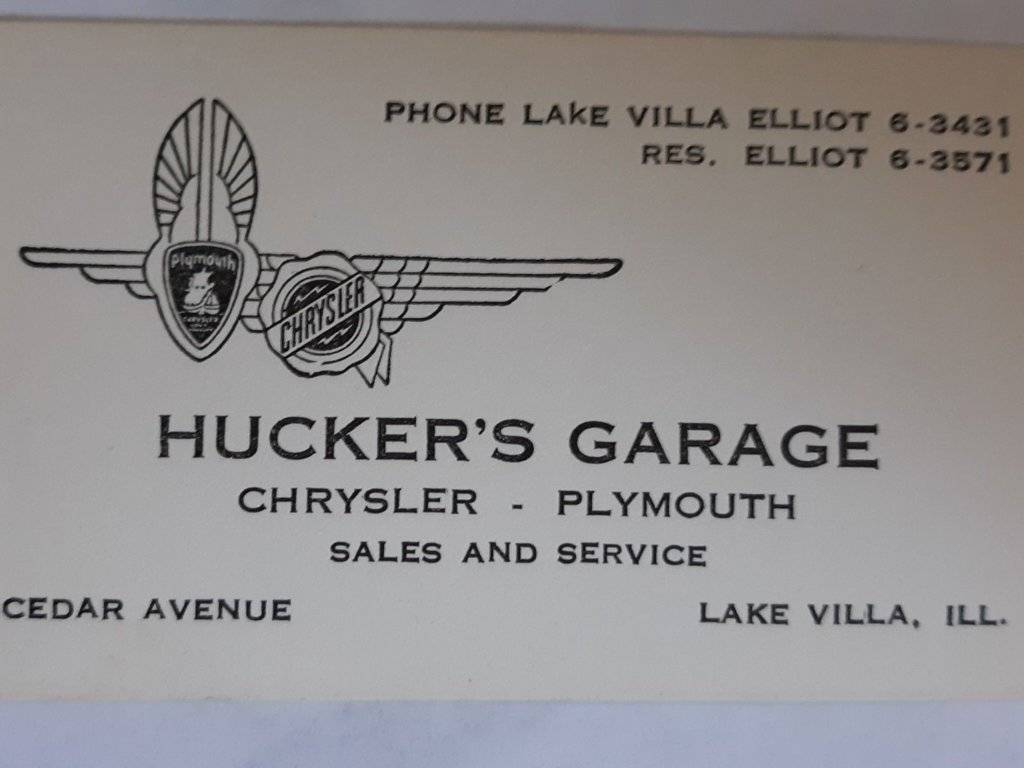 PHONE LAKE VILLA ELLIOT 6-3431
RES. ELLIOT 6-3571
Plymouth
CHRYSLER
HUCKER'S GARAGE
CHRYSLER - PLYMOUTH
SALES AND SERVICE
CEDAR AVENUE
LAKE VILLA, ILL.